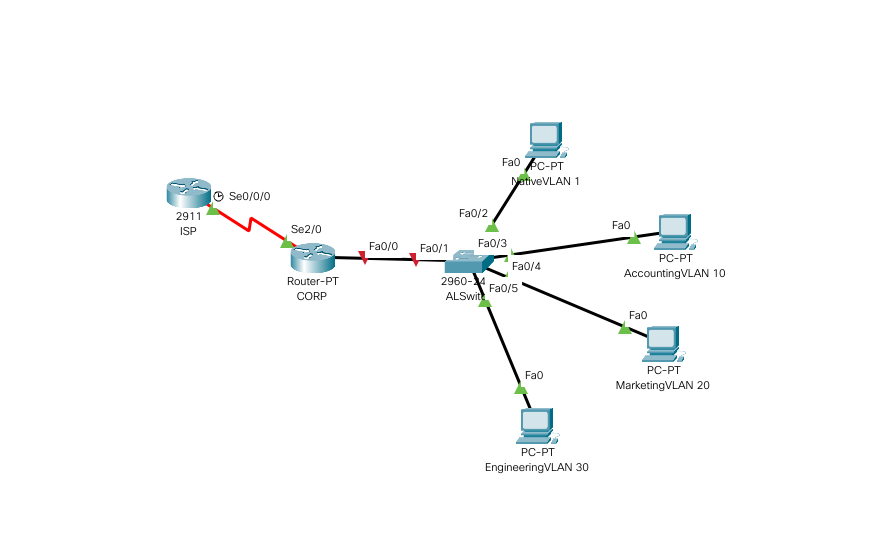 Fa0
PC-PT
NativeVLAN 1
Fa0/2
Se0/0/0
2911
ISP
Se2/0
Fa0/0
Fa0/1
Fa0/3
Fa0
PC-PT
AccountingVLAN 10
Router-PT
CORP
2960-24
ALSwit
Fa0/4
Fa0/5
Fa0
PC-PT
MarketingVLAN 20
Fa0
PC-PT
EngineeringVLAN 30